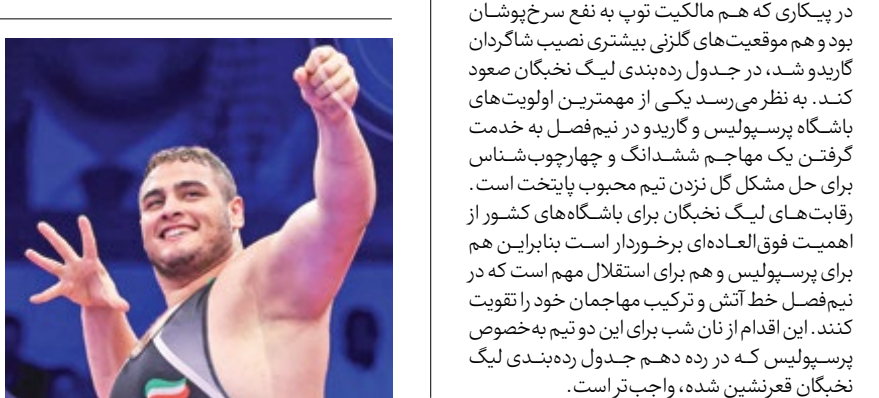 در پیکاری که هم مالکیت توپ به نفع سرخ‌پوشان
بود و هم موقعیت‌های گلزنی بیشتری نصیب شاگردان
گاریدو شد، در جدول رده‌بندی لیگ نخبگان صعود
کند. به نظر می‌رسد یکی از مهمترین اولویت‌های
باشگاه پرسپولیس و گاریدو در نیم‌فصل به خدمت
گرفتن یک مهاجم ششدانگ و چهارچوب‌شناس
برای حل مشکل گل نزدن تیم محبوب پایتخت است.
رقابت‌های لیگ نخبگان برای باشگاه‌های کشور از
اهمیت فوق‌العاده‌ای برخوردار است بنابراین هم
برای پرسپولیس و هم برای استقلال مهم است که در
نیم‌فصل خط آتش و ترکیب مهاجمان خود را تقویت
کنند. این اقدام از نان شب برای این دو تیم به‌خصوص
پرسپولیس که در رده دهم جدول رده‌بندی لیگ
نخبگان قعرنشین شده، واجب‌تر است.